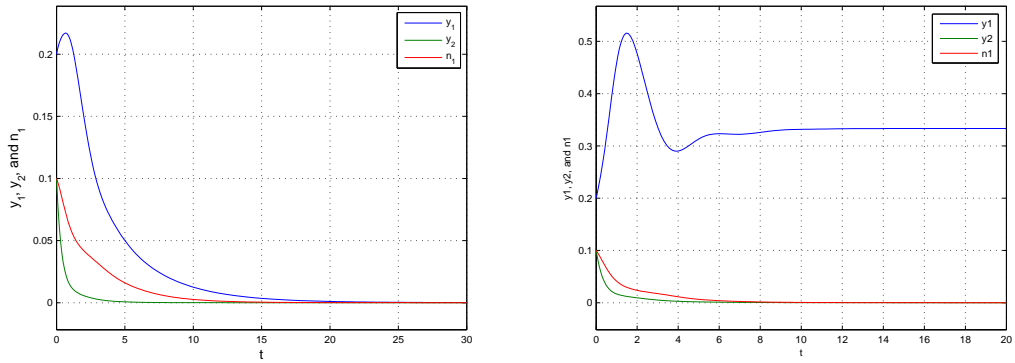 y₁
y₂
n₁
0.2
0.15
0.1
0.05
0
0 5 10 15 20 25 30
t
y₁, y₂, and n₁
y1
y2
n1
0.5
0.4
0.3
0.2
0.1
0
0 2 4 6 8 10 12 14 16 18 20
t
y1, y2, and n1